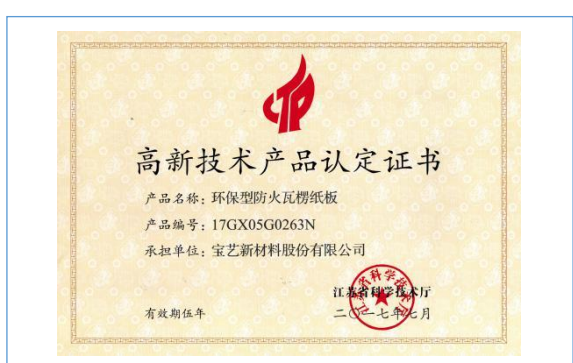 高新技术产品认定证书
产品名称：环保型防火瓦楞纸板
产品编号：17GX05G0263N
承担单位：宝艺新材料股份有限公司
江苏省科学技术厅
有效期伍年
二〇一七年七月